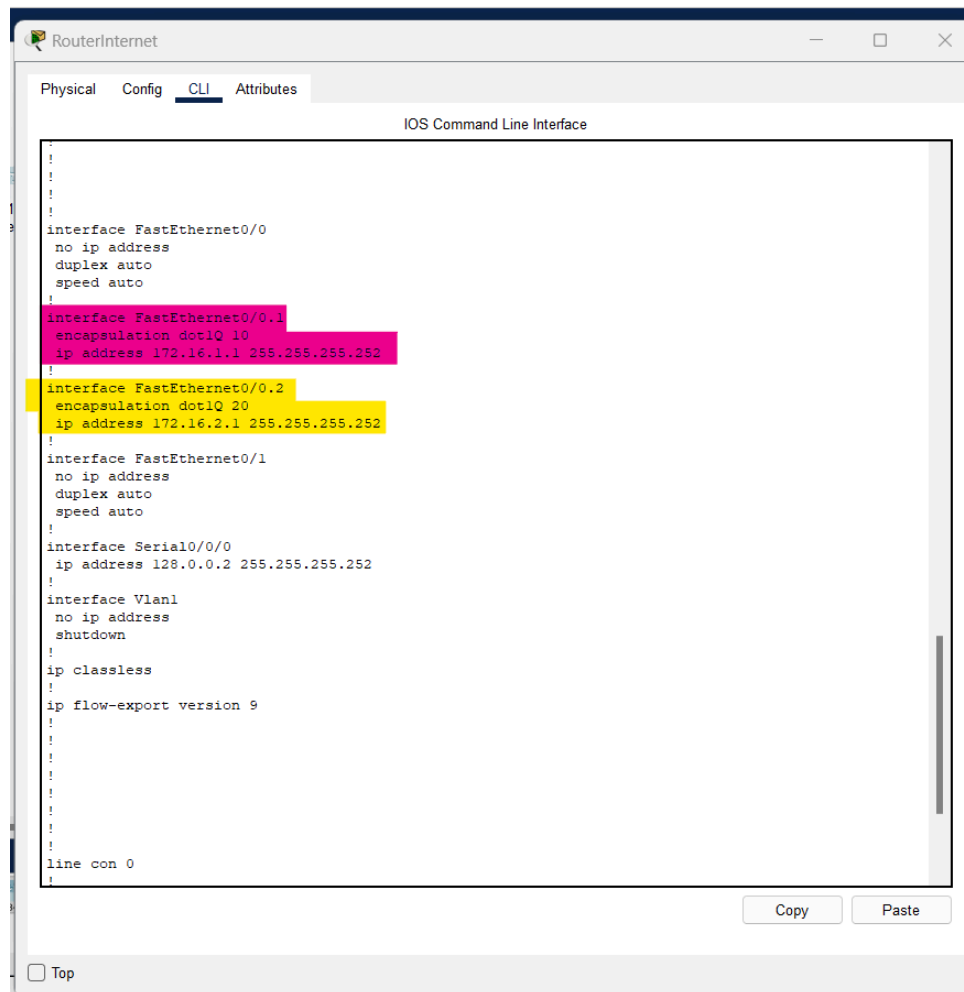 RouterInternet
Physical Config CLI Attributes
IOS Command Line Interface
!
!
!
!
!
interface FastEthernet0/0
no ip address
duplex auto
speed auto
!
interface FastEthernet0/0.1
encapsulation dot1Q 10
ip address 172.16.1.1 255.255.255.252
!
interface FastEthernet0/0.2
encapsulation dot1Q 20
ip address 172.16.2.1 255.255.255.252
!
interface FastEthernet0/1
no ip address
duplex auto
speed auto
!
interface Serial0/0/0
ip address 128.0.0.2 255.255.255.252
!
interface Vlan1
no ip address
shutdown
!
ip classless
!
ip flow-export version 9
!
!
!
!
!
!
!
!
line con 0
!
Copy Paste
Top